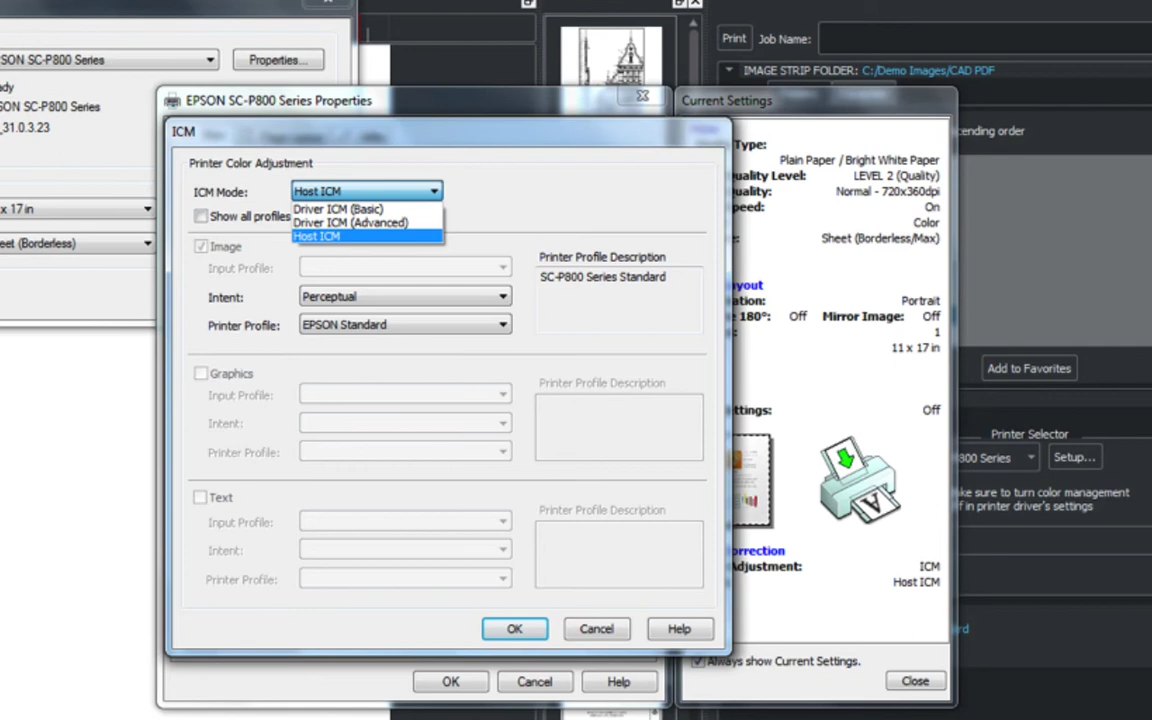 Print
Job Name:
SON SC-P800 Series
Properties...
IMAGE STRIP FOLDER: C:/Demo Images/CAD PDF
ady
SON SC-P800 Series
_31.0.3.23
EPSON SC-P800 Series Properties
Current Settings
ICM
ending order
Printer Color Adjustment
Type:
Plain Paper / Bright White Paper
Quality Level:
LEVEL 2 (Quality)
ICM Mode:
Host ICM
Quality:
Normal - 720x360dpi
x 17 in
Driver ICM (Basic)
peed:
On
Show all profiles
Driver ICM (Advanced)
Color
Host ICM
Sheet (Borderless/Max)
eet (Borderless)
Image
Input Profile:
Printer Profile Description
SC-P800 Series Standard
Intent:
Perceptual
yout
ation:
Portrait
Printer Profile:
EPSON Standard
e 180°:
Off
Mirror Image:
Off
1
11 x 17 in
Add to Favorites
Graphics
Printer Profile Description
Input Profile:
ttings:
Off
Intent:
Printer Selector
Printer Profile:
800 Series
Setup...
Text
ke sure to turn color management
f in printer driver's settings
Input Profile:
Printer Profile Description
Intent:
orrection
Adjustment:
ICM
Printer Profile:
Host ICM
OK
Cancel
Help
rd
Always show Current Settings.
OK
Cancel
Help
Close